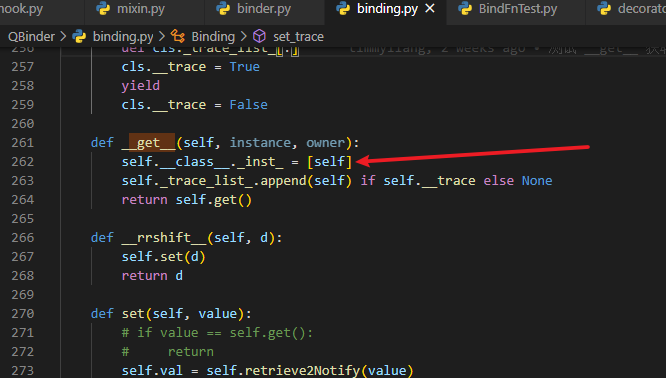 hook.py mixin.py binder.py binding.py × BindFnTest.py decorato
QBinder > binding.py > Binding > set_trace
256 del cls._trace_list_[:] timmyliang, 2 weeks ago • 测试 __get__ 获
257 cls.__trace = True
258 yield
259 cls.__trace = False
260
261 def __get__(self, instance, owner):
262 self.__class__._inst_ = [self]
263 self._trace_list_.append(self) if self.__trace else None
264 return self.get()
265
266 def __rrshift__(self, d):
267 self.set(d)
268 return d
269
270 def set(self, value):
271 # if value == self.get():
272 #     return
273 self.val = self.retrieve2Notify(value)